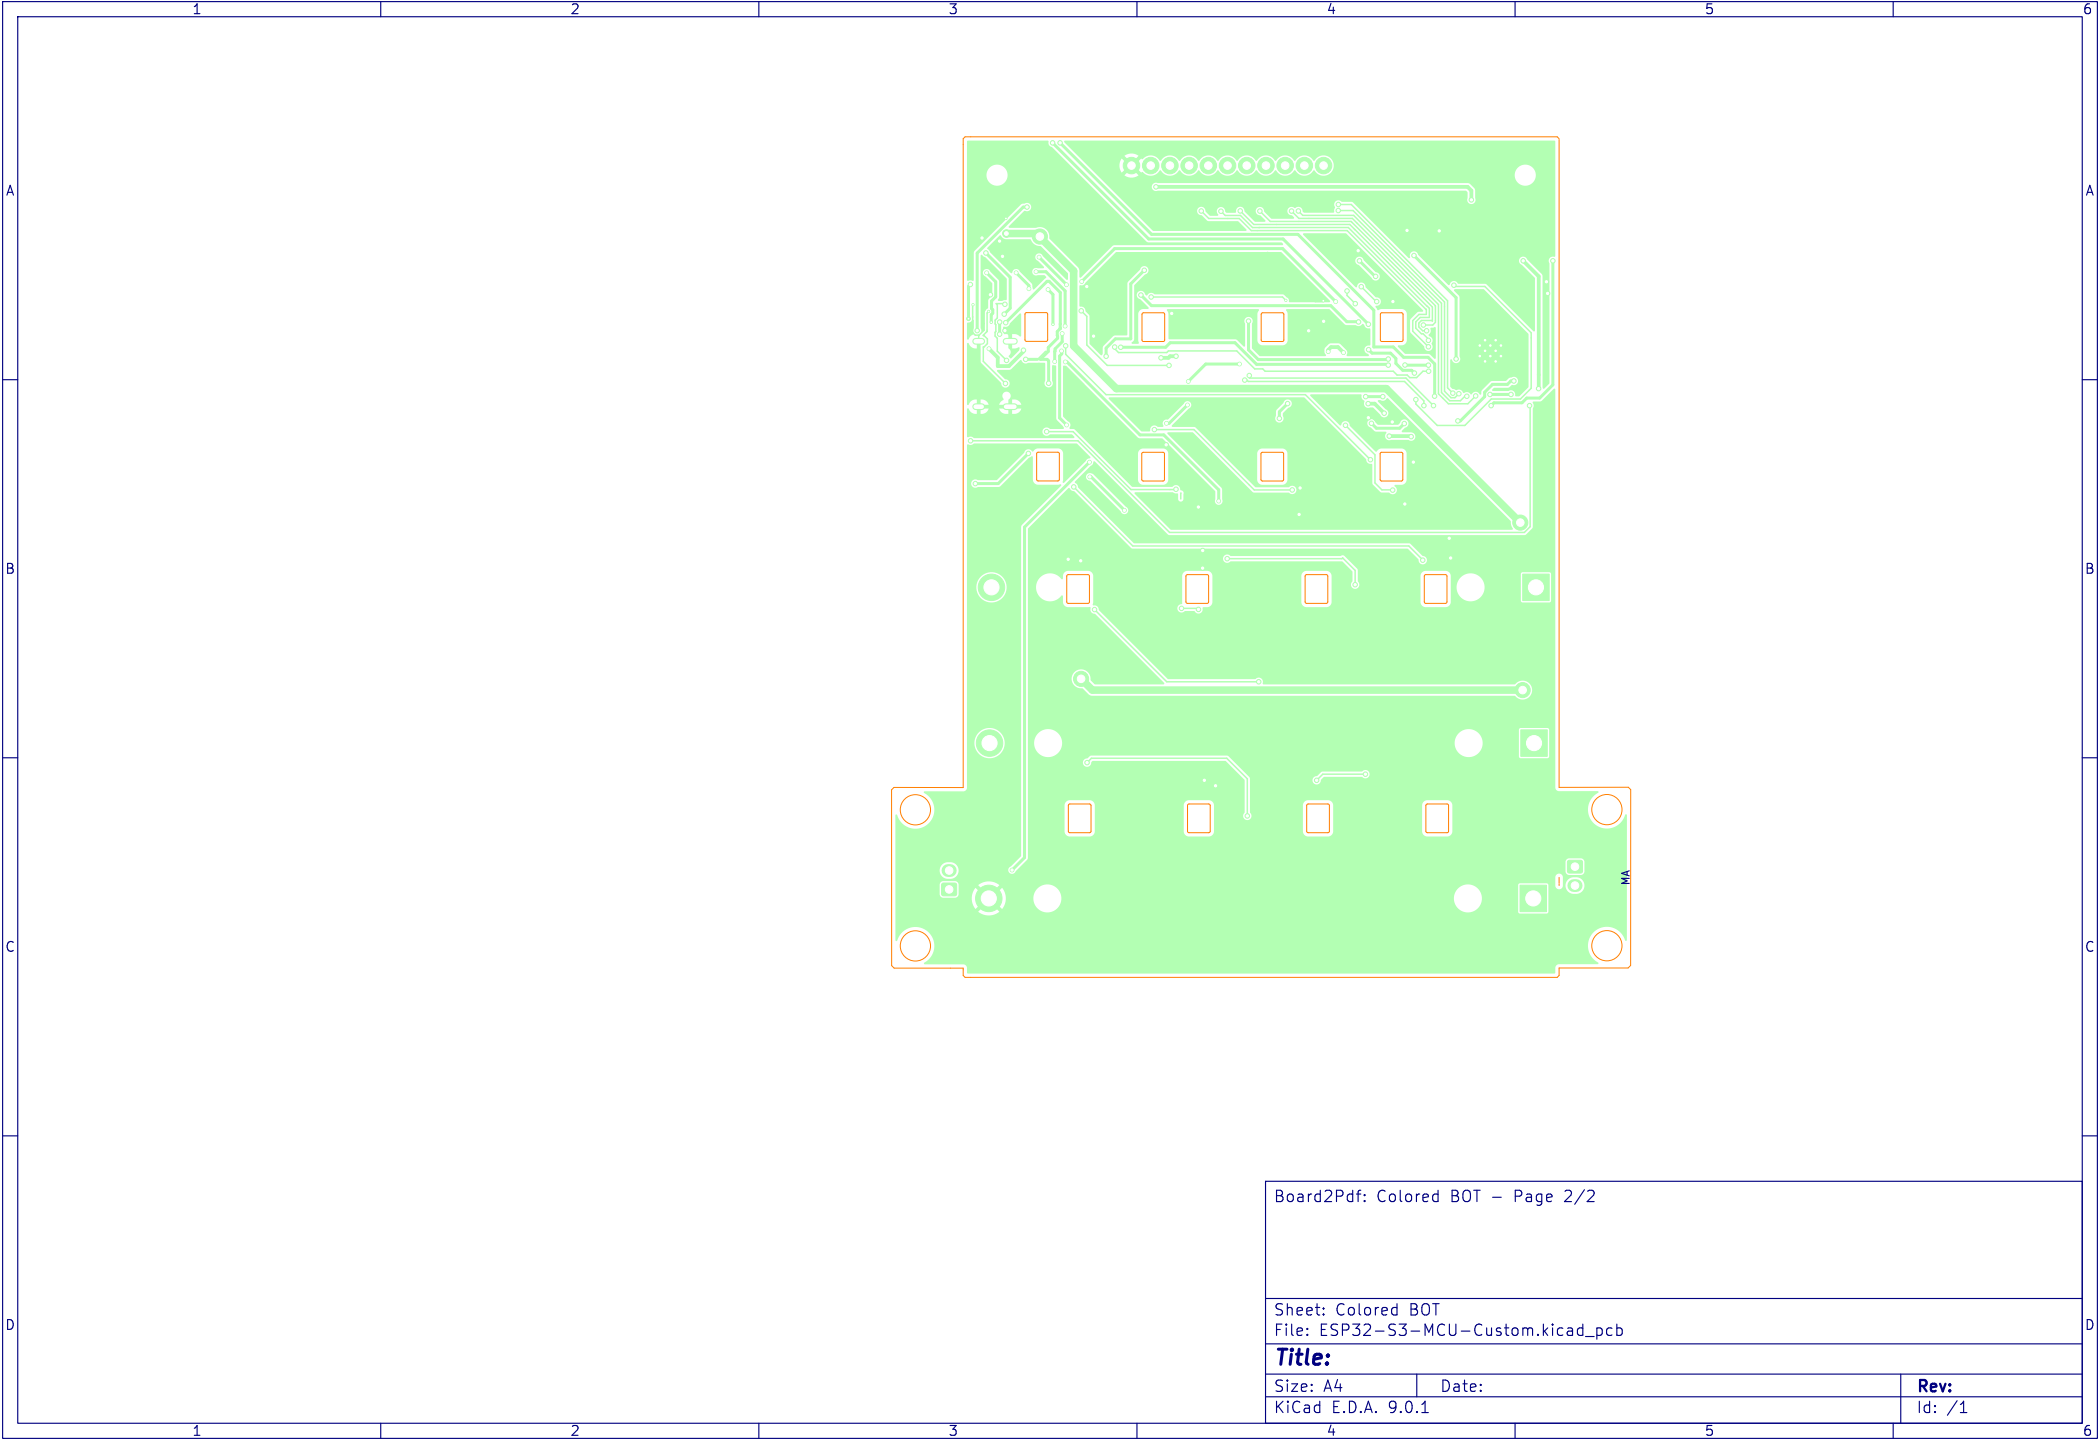 1 2 3 4 5 6
A A
B B
MA
C C
D D
Board2Pdf: Colored BOT - Page 2/2
Sheet: Colored BOT
File: ESP32-S3-MCU-Custom.kicad_pcb
Title:
Size: A4 Date: Rev:
KiCad E.D.A. 9.0.1 Id: /1
1 2 3 4 5 6